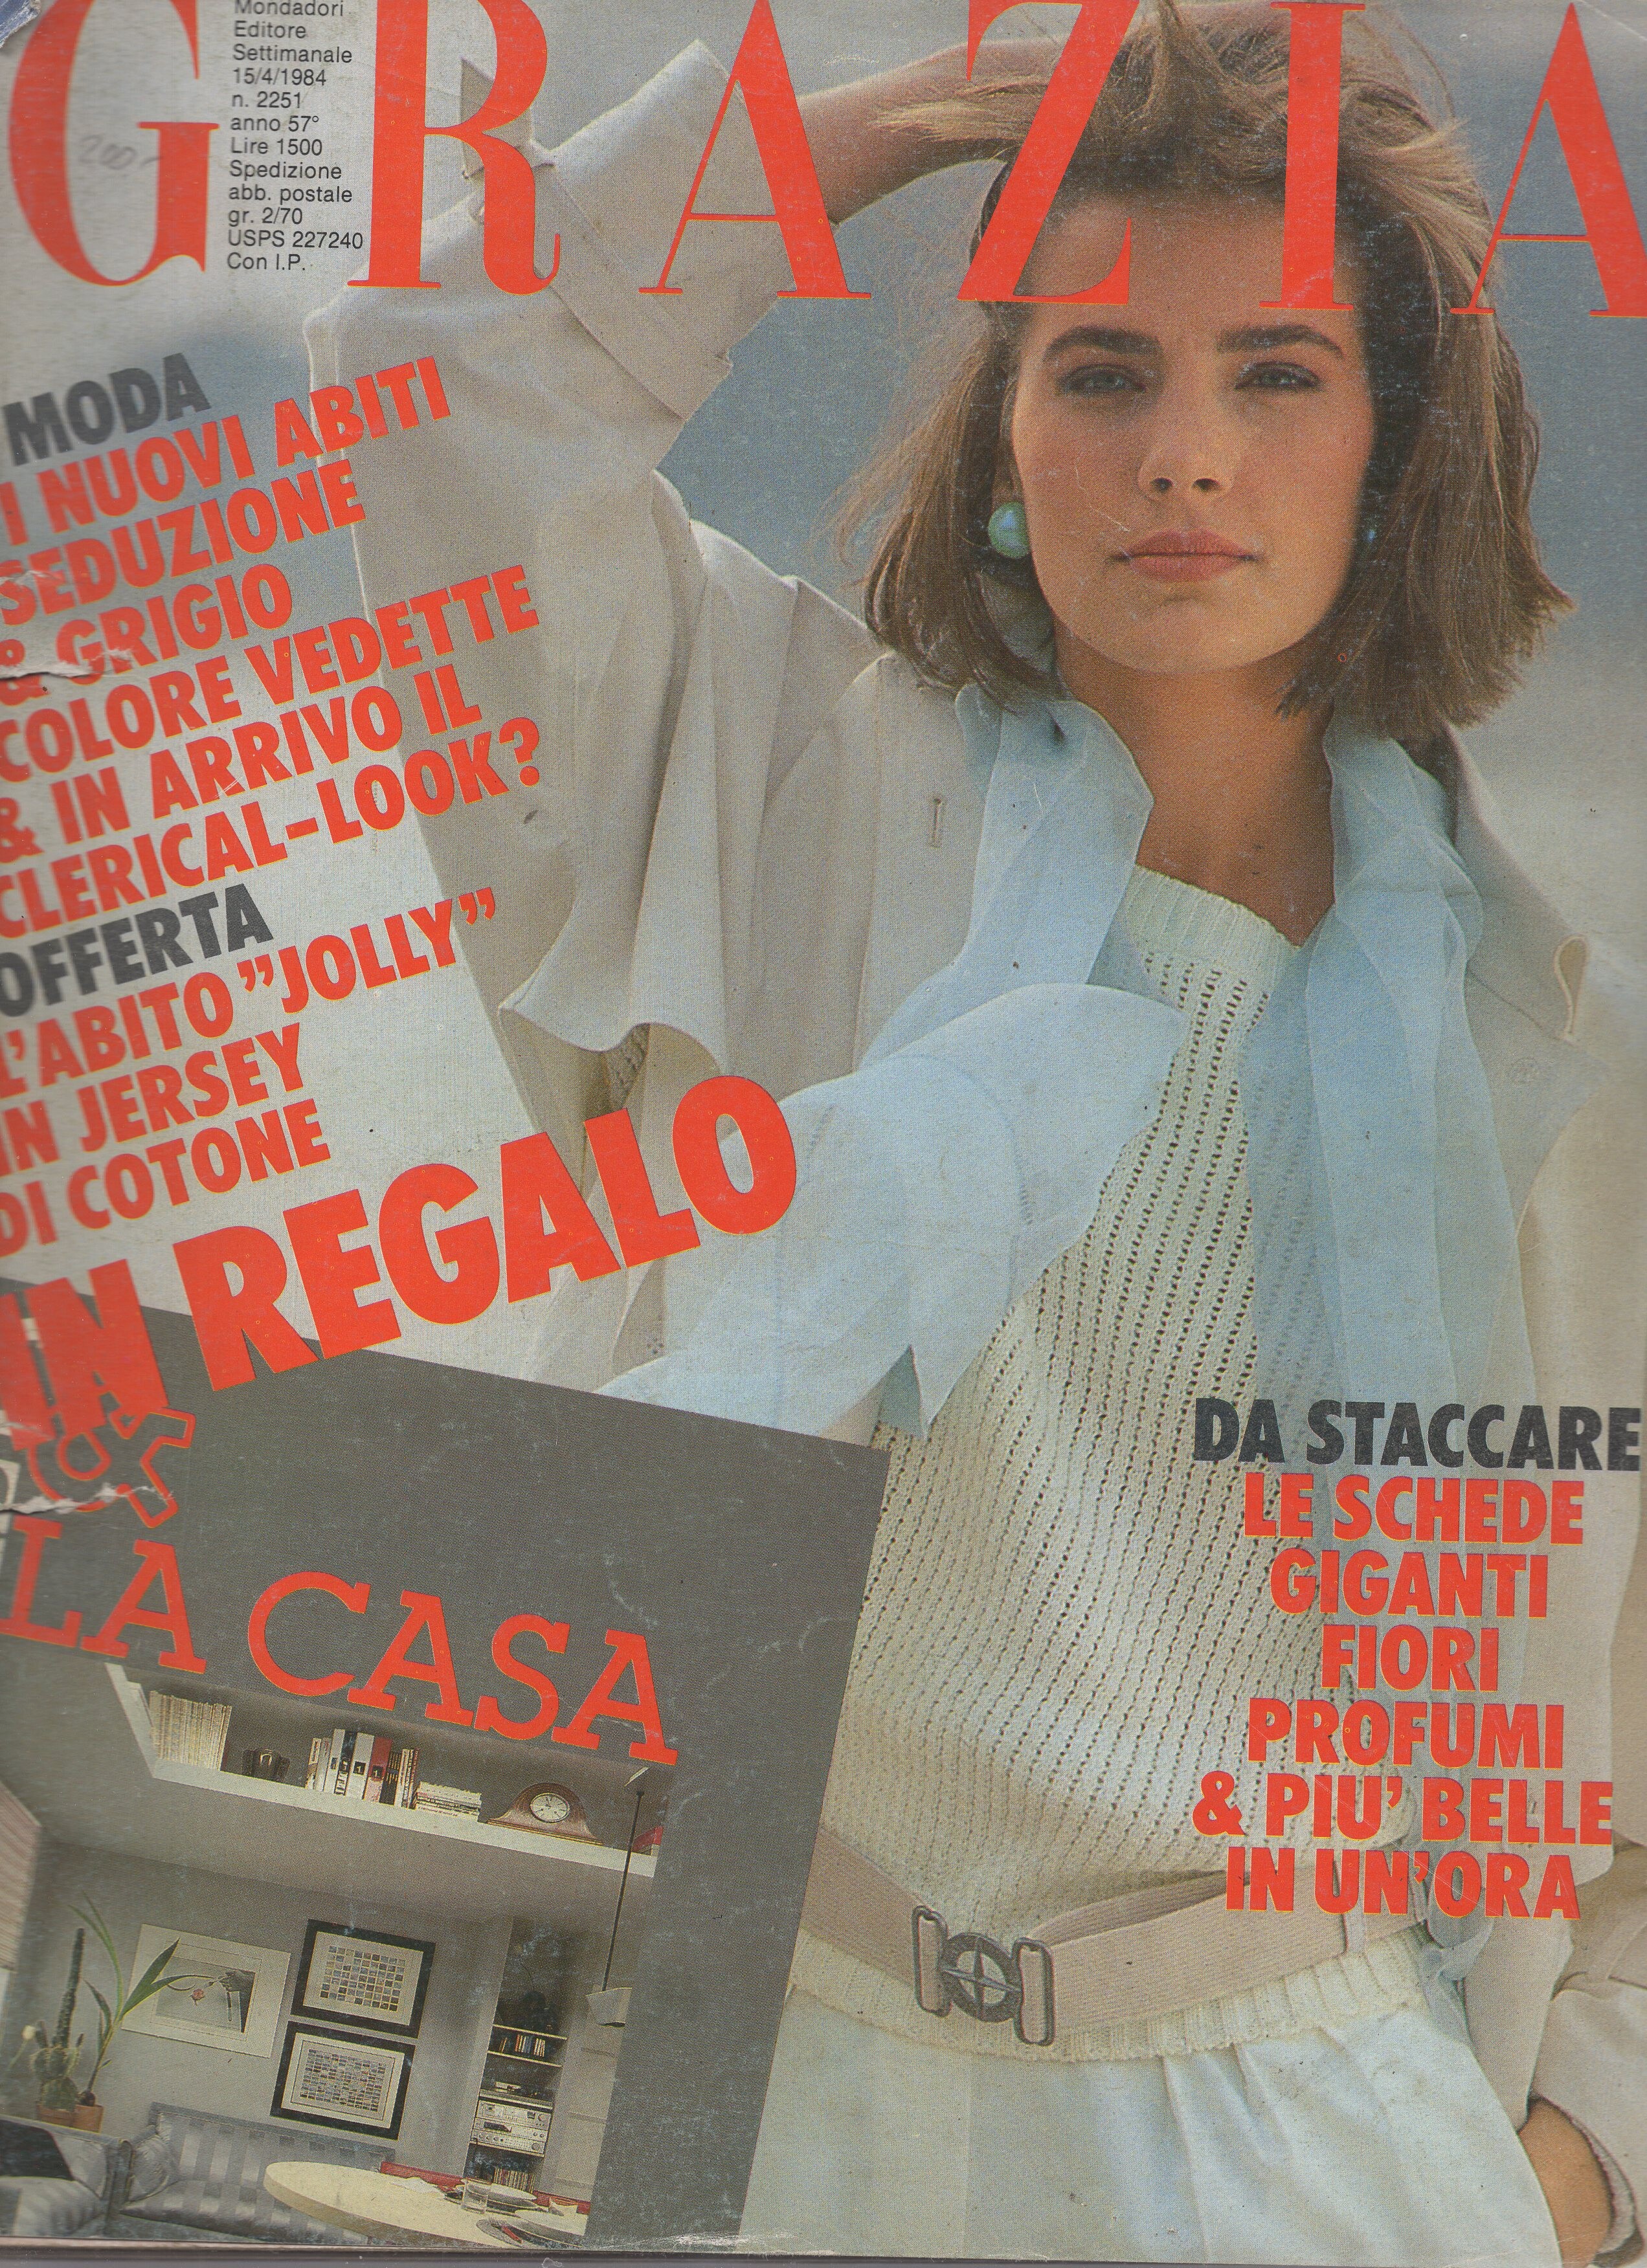 GRAZIA
Mondadori
Editore
Settimanale
15/4/1984
n. 2251
anno 57°
Lire 1500
Spedizione
abb. postale
gr. 2/70
USPS 227240
Con I.P.
MODA
I NUOVI ABITI
SEDUZIONE
& GRIGIO
COLORE VEDETTE
& IN ARRIVO IL
CLERICAL-LOOK?
OFFERTA
L'ABITO "JOLLY"
IN JERSEY
DI COTONE
IN REGALO
LA CASA
DA STACCARE
LE SCHEDE
GIGANTI
FIORI
PROFUMI
& PIU' BELLE
IN UN'ORA